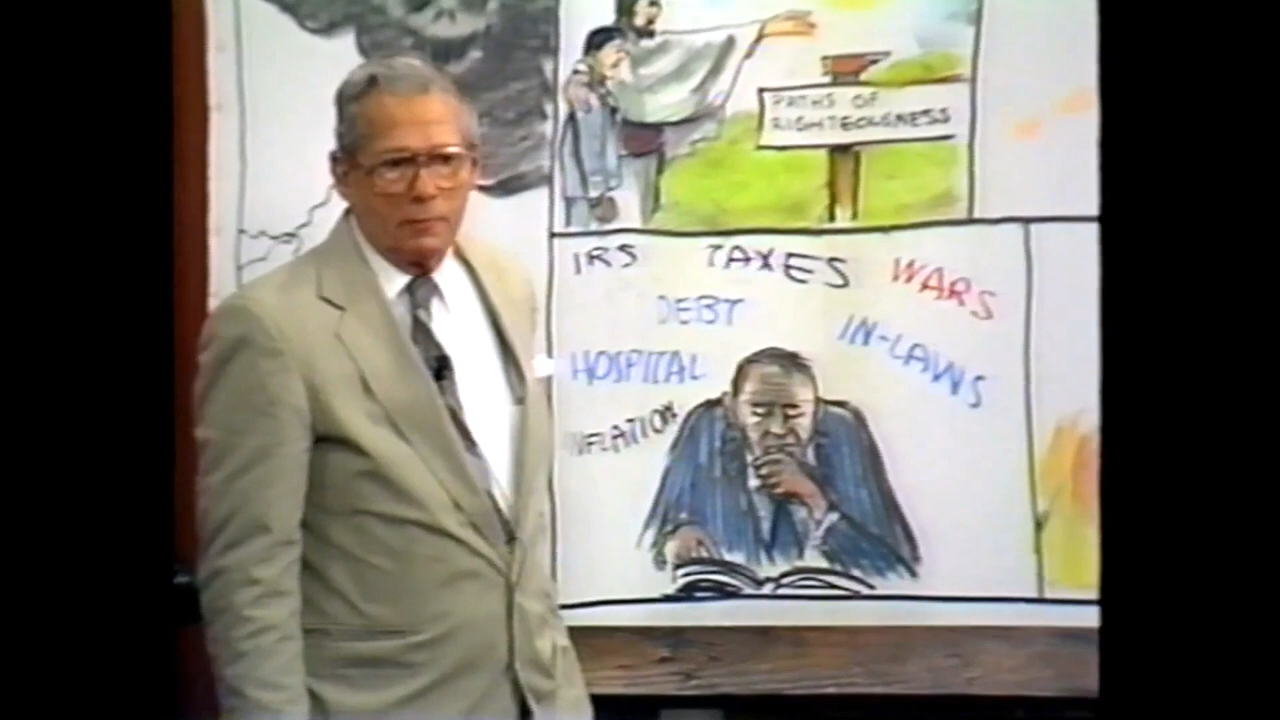 PATHS OF
RIGHTEOUSNESS
IRS TAXES WARS
DEBT
IN-LAWS
HOSPITAL
INFLATION